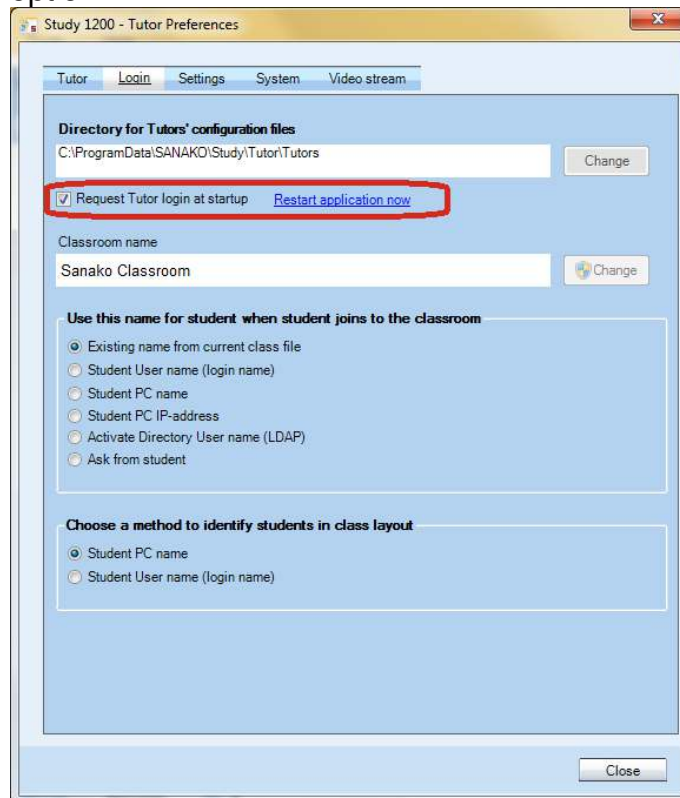 Study 1200 - Tutor Preferences
Tutor Login Settings System Video stream
Directory for Tutors' configuration files
C:\ProgramData\SANAKO\Study\Tutor\Tutors
Change
Request Tutor login at startup Restart application now
Classroom name
Sanako Classroom
Change
Use this name for student when student joins to the classroom
Existing name from current class file
Student User name (login name)
Student PC name
Student PC IP-address
Activate Directory User name (LDAP)
Ask from student
Choose a method to identify students in class layout
Student PC name
Student User name (login name)
Close